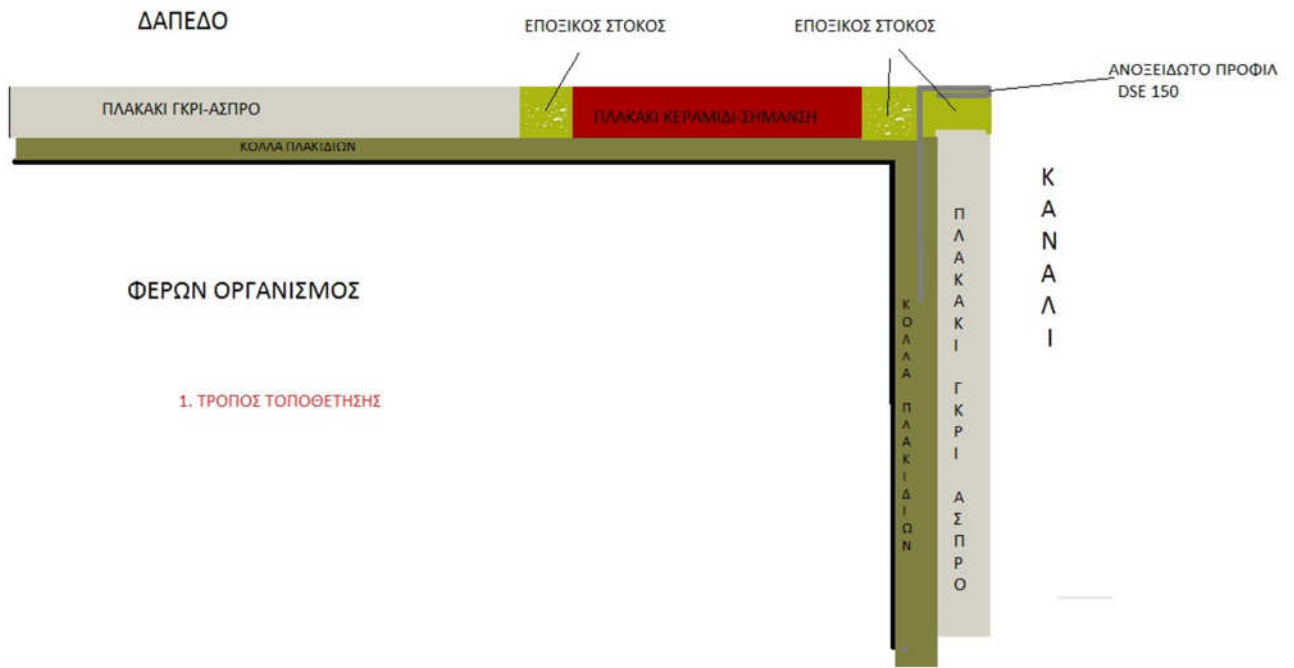 ΔΑΠΕΔΟ
ΕΠΟΞΙΚΟΣ ΣΤΟΚΟΣ
ΕΠΟΞΙΚΟΣ ΣΤΟΚΟΣ
ΑΝΟΞΕΙΔΩΤΟ ΠΡΟΦΙΛ
DSE 150
ΠΛΑΚΑΚΙ ΓΚΡΙ-ΑΣΠΡΟ
ΠΛΑΚΑΚΙ ΚΕΡΑΜΙΔΙ-ΣΗΜΑΝΣΗ
ΚΟΛΛΑ ΠΛΑΚΙΔΙΩΝ
ΚΑΝΑΛΙ
ΠΛΑΚΑΚΙ ΓΚΡΙ ΑΣΠΡΟ
ΚΟΛΛΑ ΠΛΑΚΙΔΙΩΝ
ΦΕΡΩΝ ΟΡΓΑΝΙΣΜΟΣ
1. ΤΡΟΠΟΣ ΤΟΠΟΘΕΤΗΣΗΣ